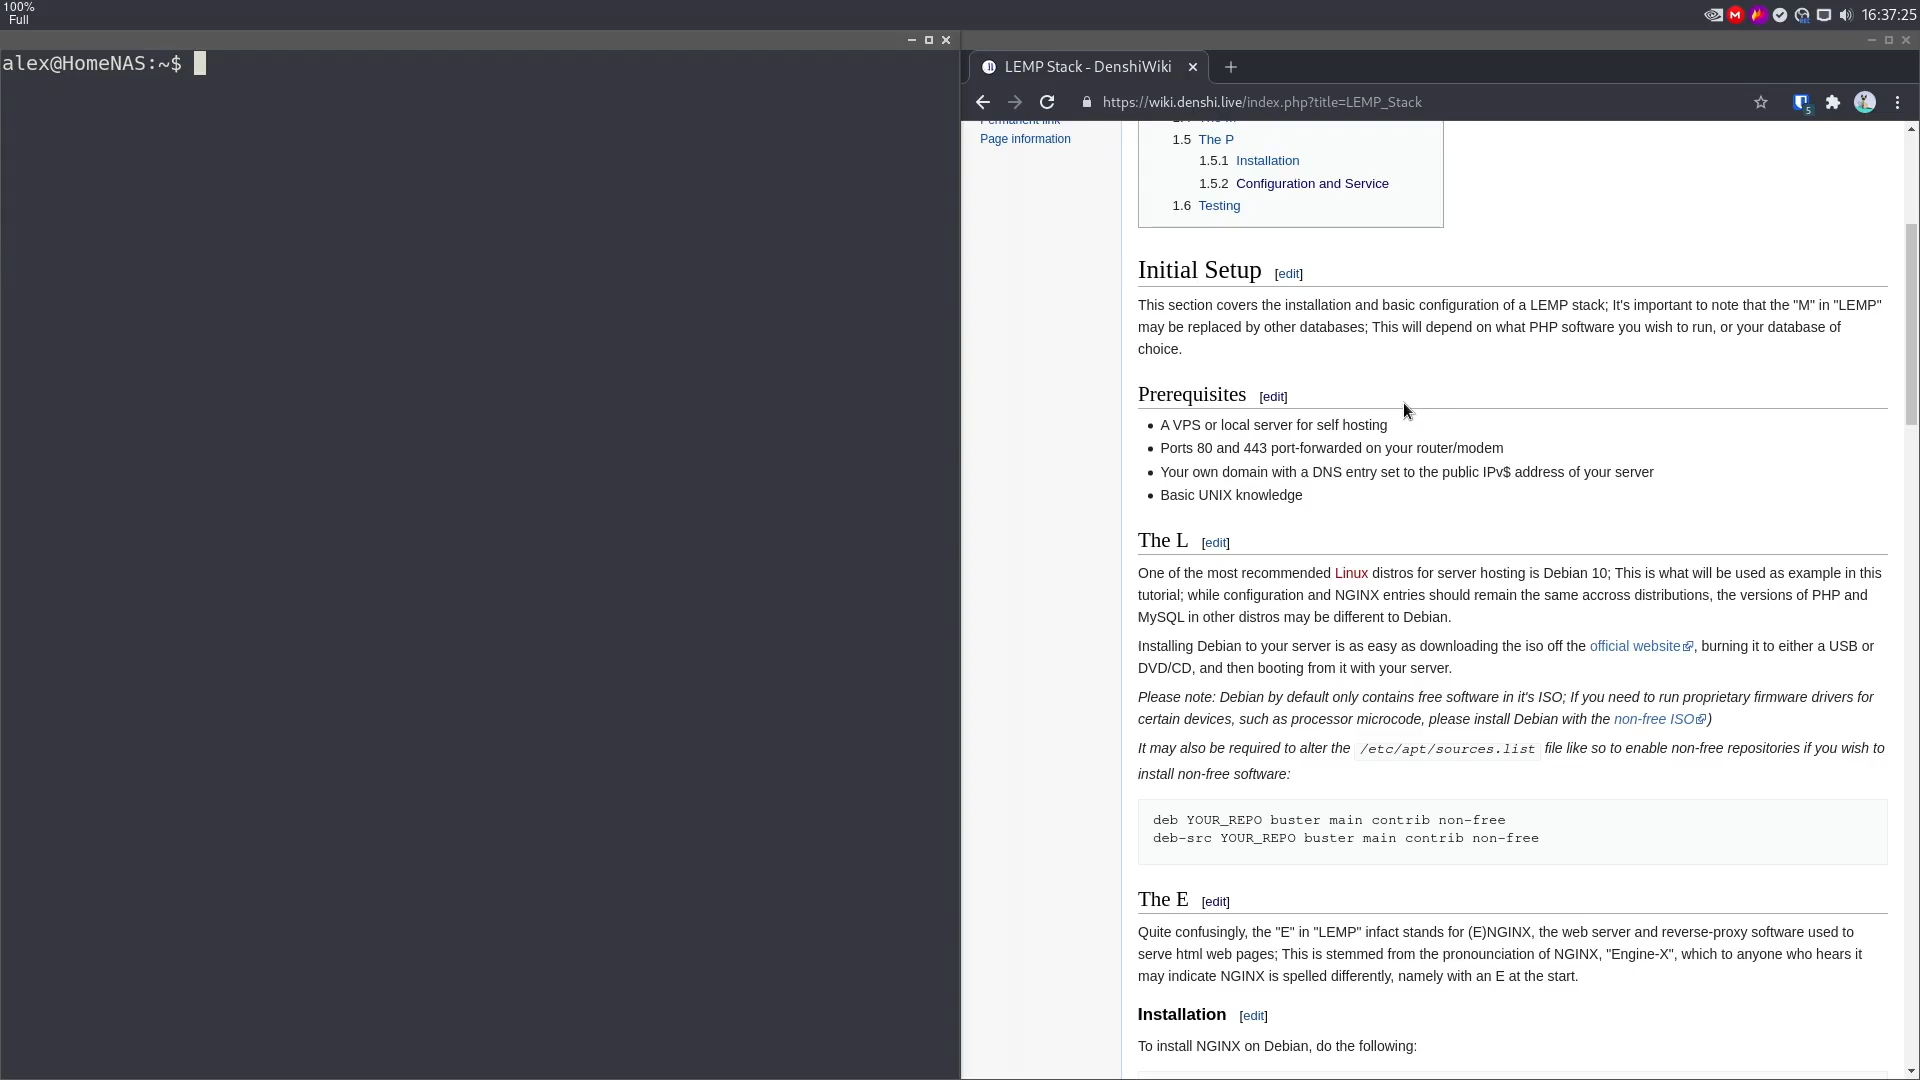 100%
Full
16:37:25
alex@HomeNAS:~$
LEMP Stack - DenshiWiki
https://wiki.denshi.live/index.php?title=LEMP_Stack
5
Permanent link
Page information
1.5 The P
1.5.1 Installation
1.5.2 Configuration and Service
1.6 Testing
Initial Setup [edit]
This section covers the installation and basic configuration of a LEMP stack; It's important to note that the "M" in "LEMP"
may be replaced by other databases; This will depend on what PHP software you wish to run, or your database of
choice.
Prerequisites [edit]
• A VPS or local server for self hosting
• Ports 80 and 443 port-forwarded on your router/modem
• Your own domain with a DNS entry set to the public IPv$ address of your server
• Basic UNIX knowledge
The L [edit]
One of the most recommended Linux distros for server hosting is Debian 10; This is what will be used as example in this
tutorial; while configuration and NGINX entries should remain the same accross distributions, the versions of PHP and
MySQL in other distros may be different to Debian.
Installing Debian to your server is as easy as downloading the iso off the official website, burning it to either a USB or
DVD/CD, and then booting from it with your server.
Please note: Debian by default only contains free software in it's ISO; If you need to run proprietary firmware drivers for
certain devices, such as processor microcode, please install Debian with the non-free ISO)
It may also be required to alter the /etc/apt/sources.list file like so to enable non-free repositories if you wish to
install non-free software:
deb YOUR_REPO buster main contrib non-free
deb-src YOUR_REPO buster main contrib non-free
The E [edit]
Quite confusingly, the "E" in "LEMP" infact stands for (E)NGINX, the web server and reverse-proxy software used to
serve html web pages; This is stemmed from the pronounciation of NGINX, "Engine-X", which to anyone who hears it
may indicate NGINX is spelled differently, namely with an E at the start.
Installation [edit]
To install NGINX on Debian, do the following: